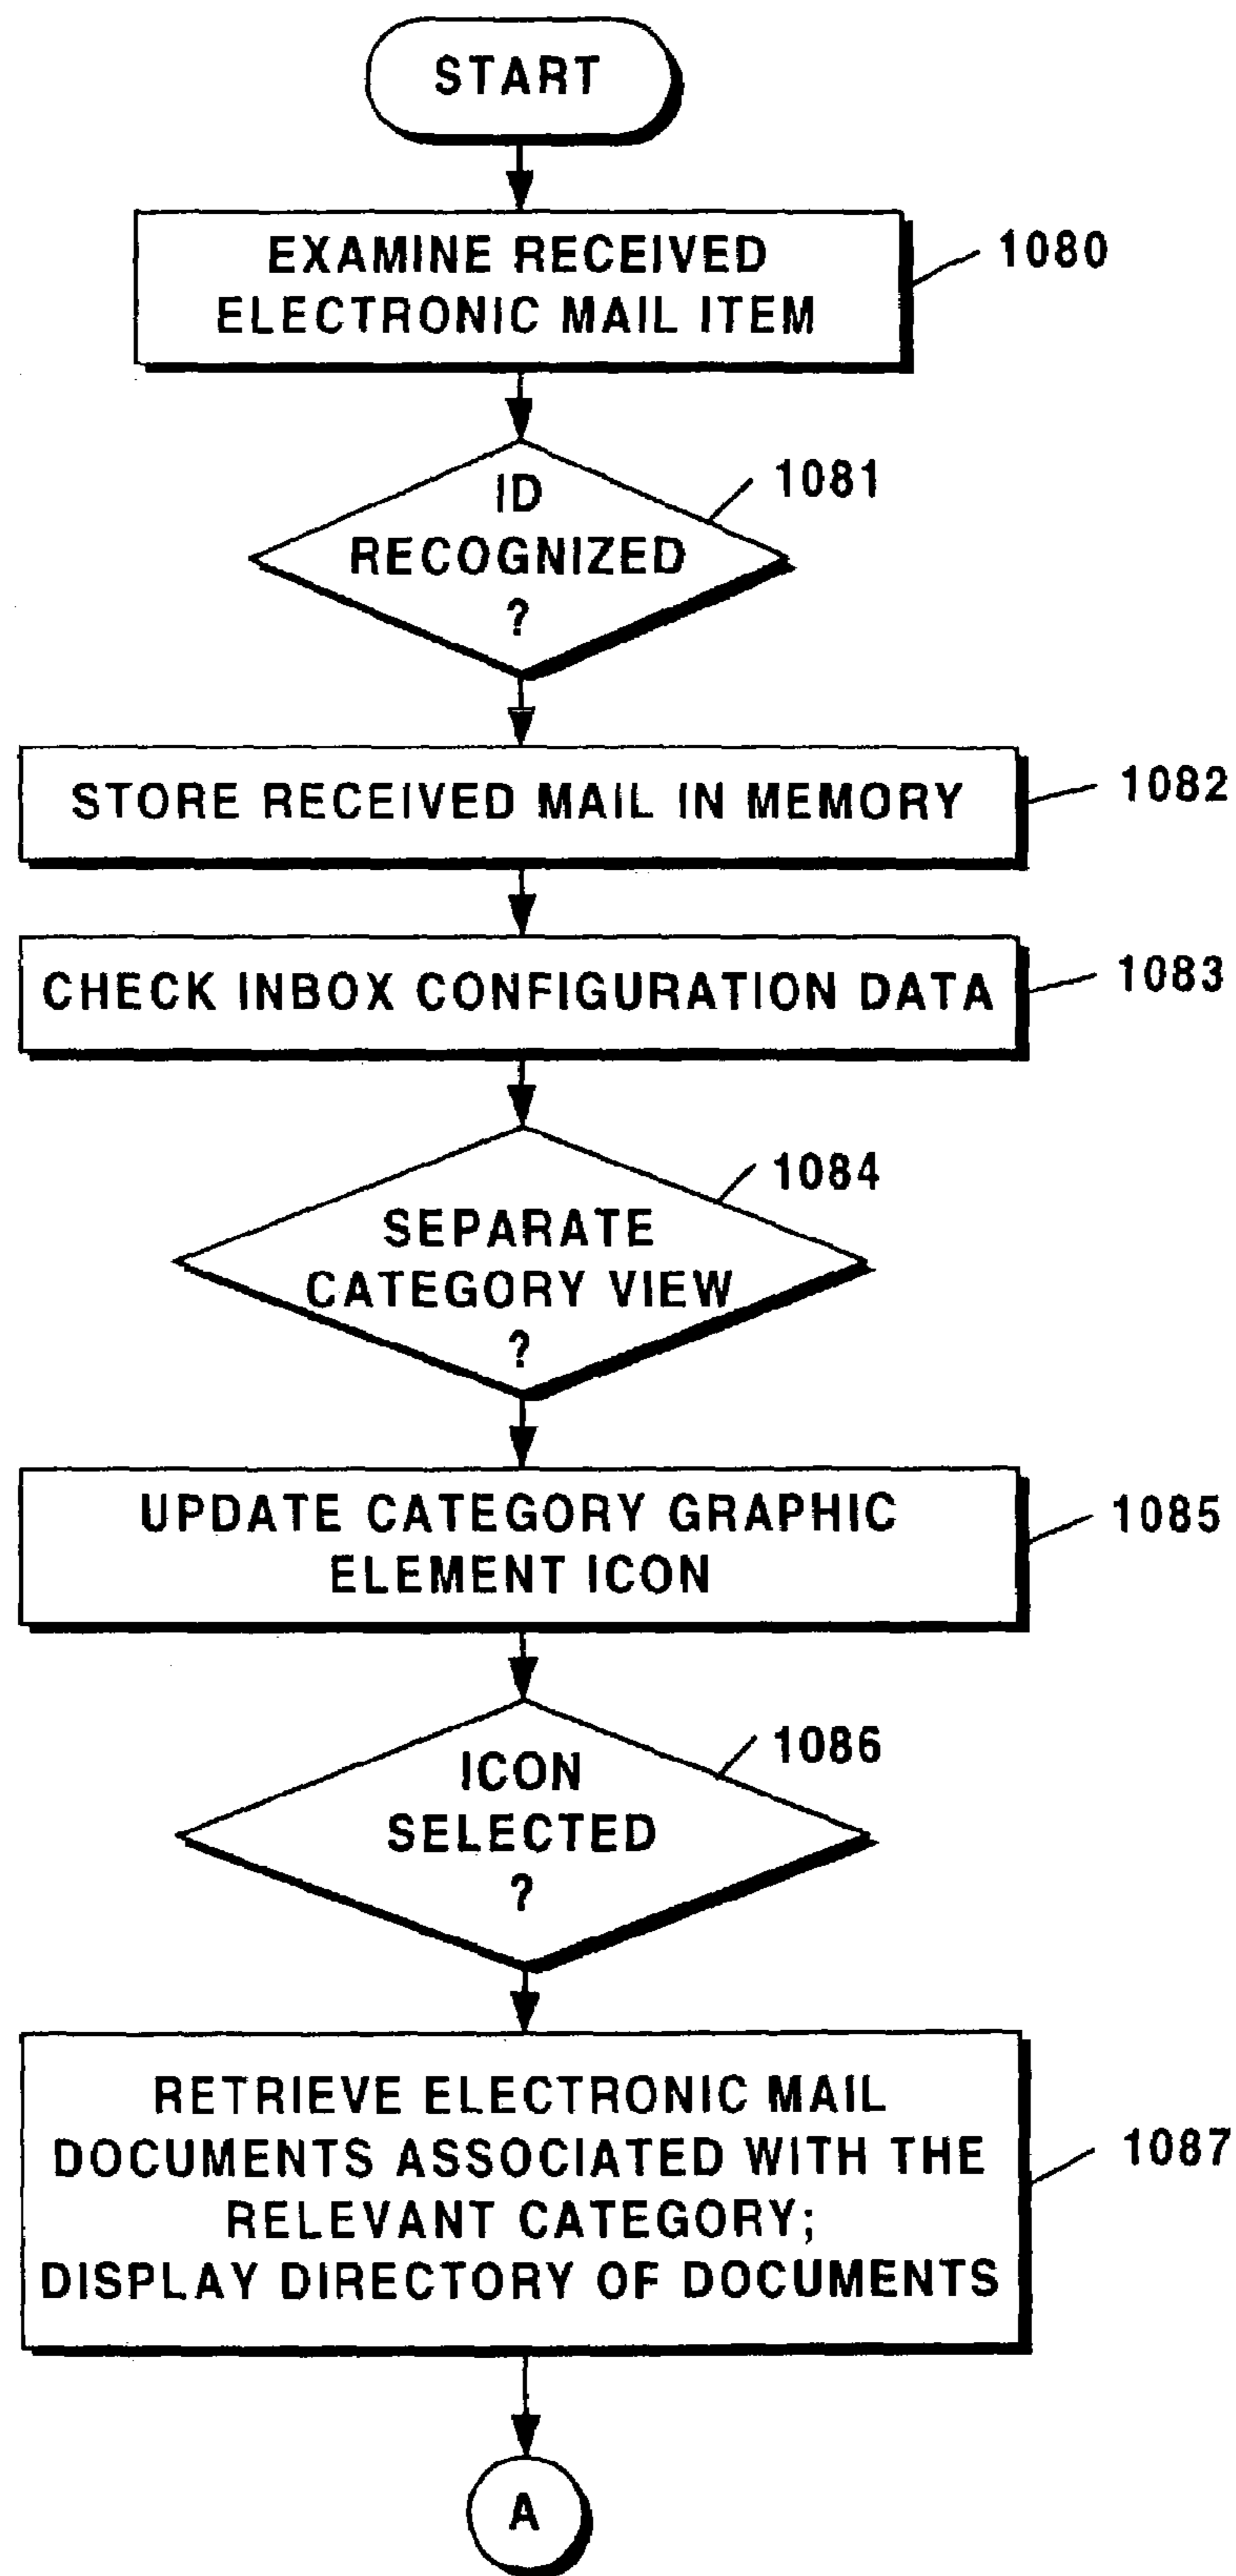 START
EXAMINE RECEIVED
ELECTRONIC MAIL ITEM
1080
ID
RECOGNIZED
?
1081
STORE RECEIVED MAIL IN MEMORY
1082
CHECK INBOX CONFIGURATION DATA
1083
SEPARATE
CATEGORY VIEW
?
1084
UPDATE CATEGORY GRAPHIC
ELEMENT ICON
1085
ICON
SELECTED
?
1086
RETRIEVE ELECTRONIC MAIL
DOCUMENTS ASSOCIATED WITH THE
RELEVANT CATEGORY;
DISPLAY DIRECTORY OF DOCUMENTS
1087
A